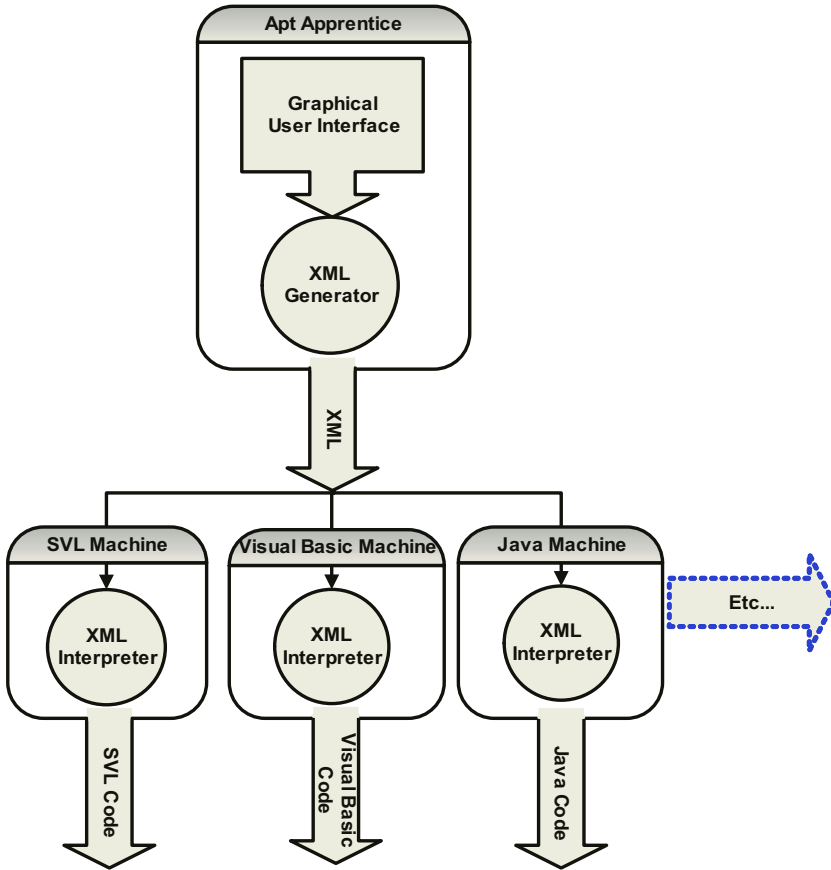 Apt Apprentice
Graphical
User Interface
XML
Generator
XML
SVL Machine
Visual Basic Machine
Java Machine
XML
Interpreter
XML
Interpreter
XML
Interpreter
Etc...
SVL Code
Visual Basic
Code
Java Code